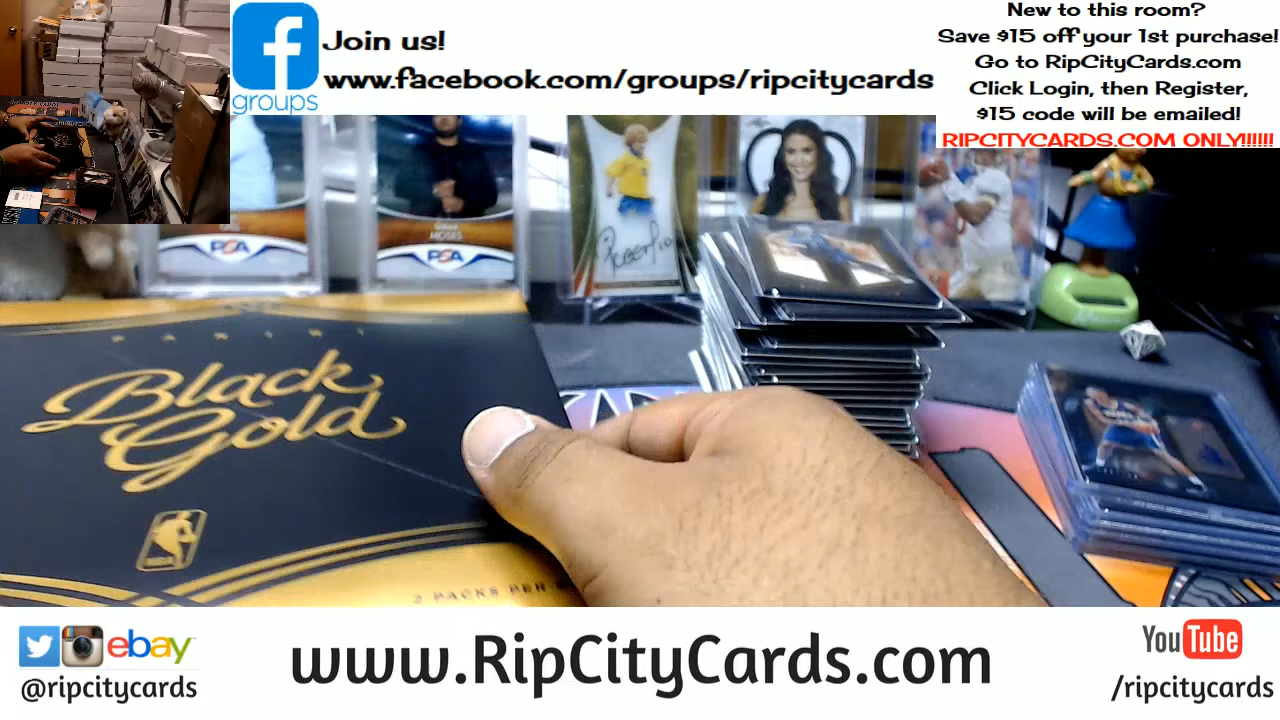 Join us!
www.facebook.com/groups/ripcitycards
groups
New to this room?
Save $15 off your 1st purchase!
Go to RipCityCards.com
Click Login, then Register,
$15 code will be emailed!
RIPCITYCARDS.COM ONLY!!!!!!
PSA
MOSES
PSA
PANINI
Black
Gold
2 PACKS PER
ebay
@ripcitycards
www.RipCityCards.com
YouTube
/ripcitycards